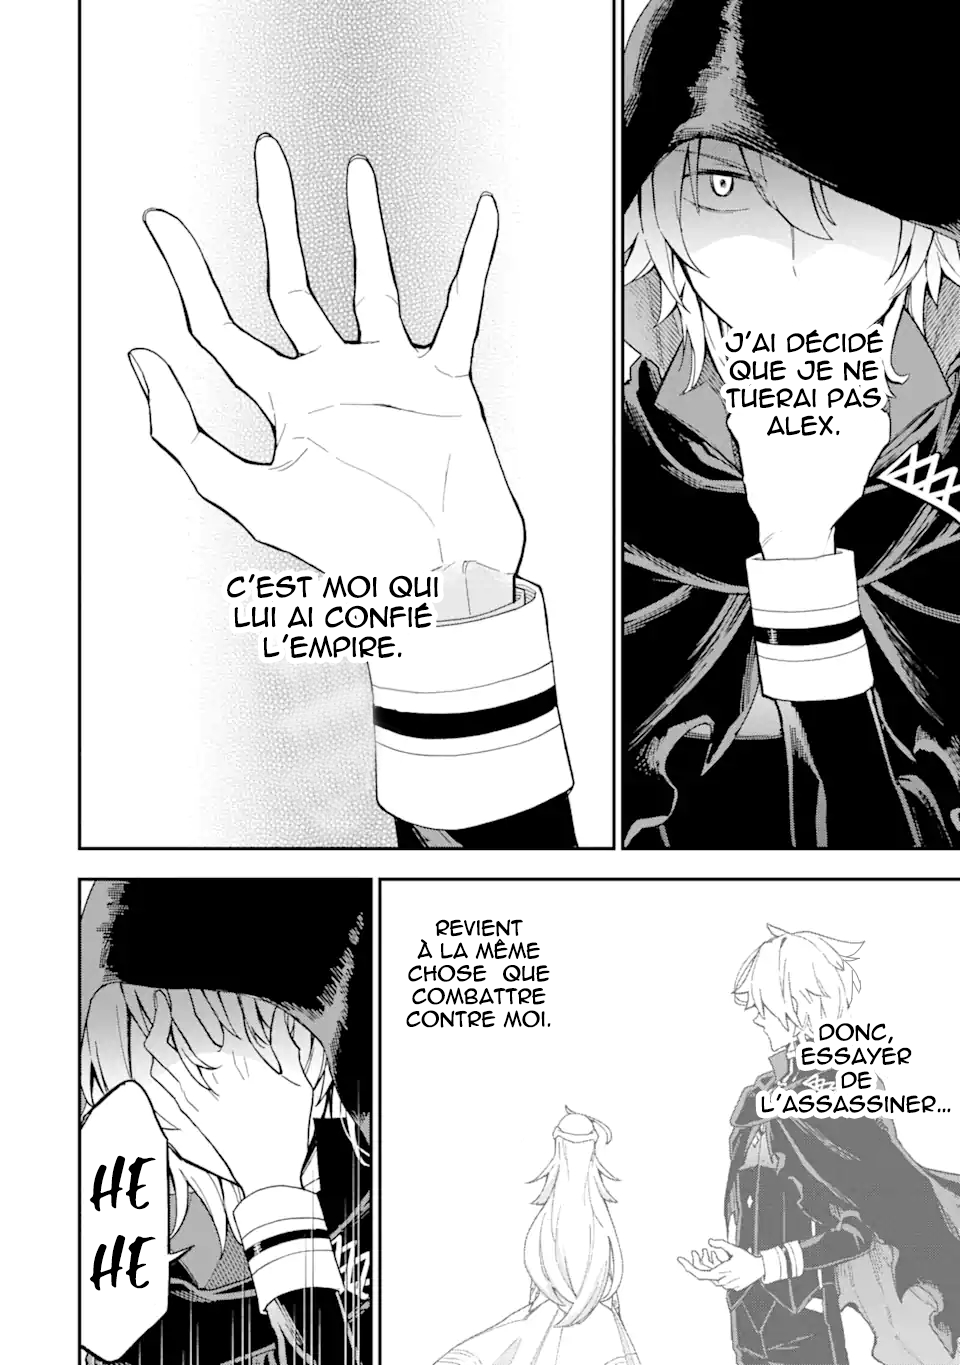 J'AI DÉCIDÉ
QUE JE NE
TUERAI PAS
ALEX.
C'EST MOI QUI
LUI AI CONFIÉ
L'EMPIRE.
DONC,
ESSAYER
DE
L'ASSASSINER...
REVIENT
À LA MÊME
CHOSE QUE
COMBATTRE
CONTRE MOI.
HE
HE